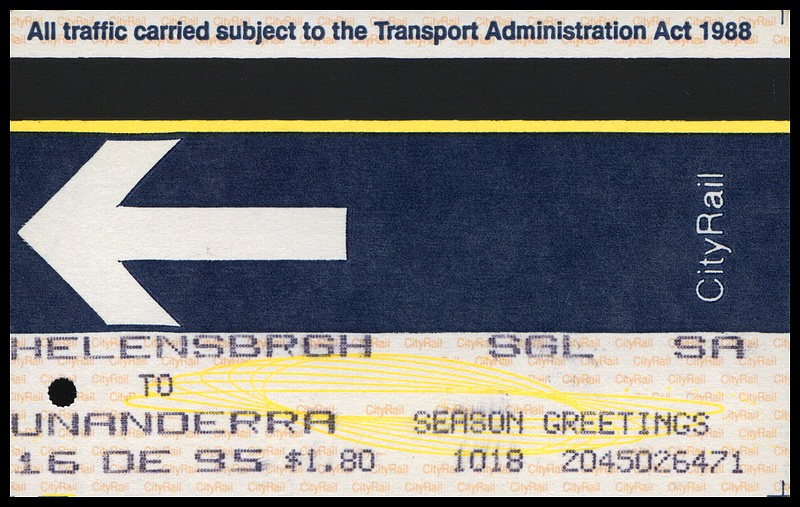 All traffic carried subject to the Transport Administration Act 1988
CityRail
HELENSBRGH SGL SA
TO
UNANDERRA SEASON GREETINGS
16 DE 95 $1.80 1018 2045026471